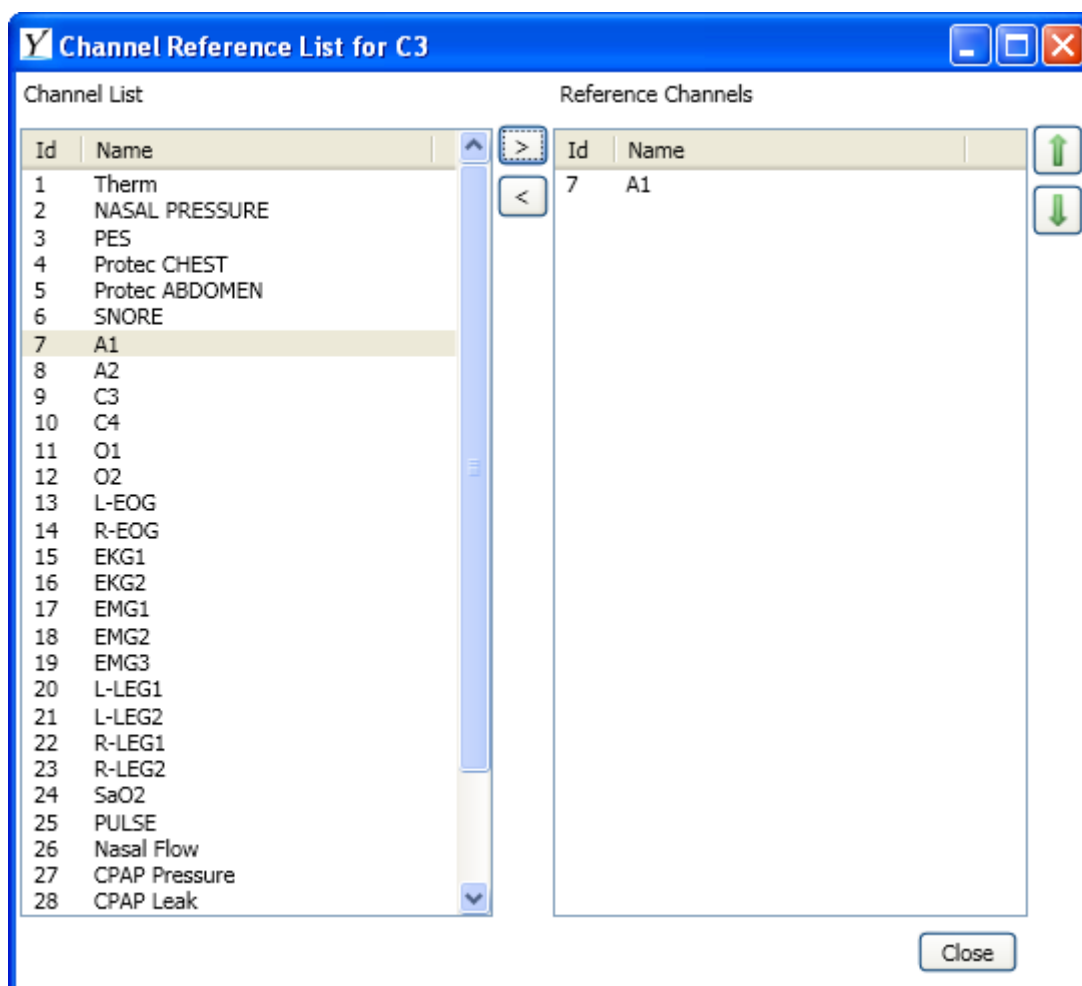 Y Channel Reference List for C3
Channel List Reference Channels
Id Name > Id Name
1 Therm < 7 A1
2 NASAL PRESSURE
3 PES
4 Protec CHEST
5 Protec ABDOMEN
6 SNORE
7 A1
8 A2
9 C3
10 C4
11 O1
12 O2
13 L-EOG
14 R-EOG
15 EKG1
16 EKG2
17 EMG1
18 EMG2
19 EMG3
20 L-LEG1
21 L-LEG2
22 R-LEG1
23 R-LEG2
24 SaO2
25 PULSE
26 Nasal Flow
27 CPAP Pressure
28 CPAP Leak
Close